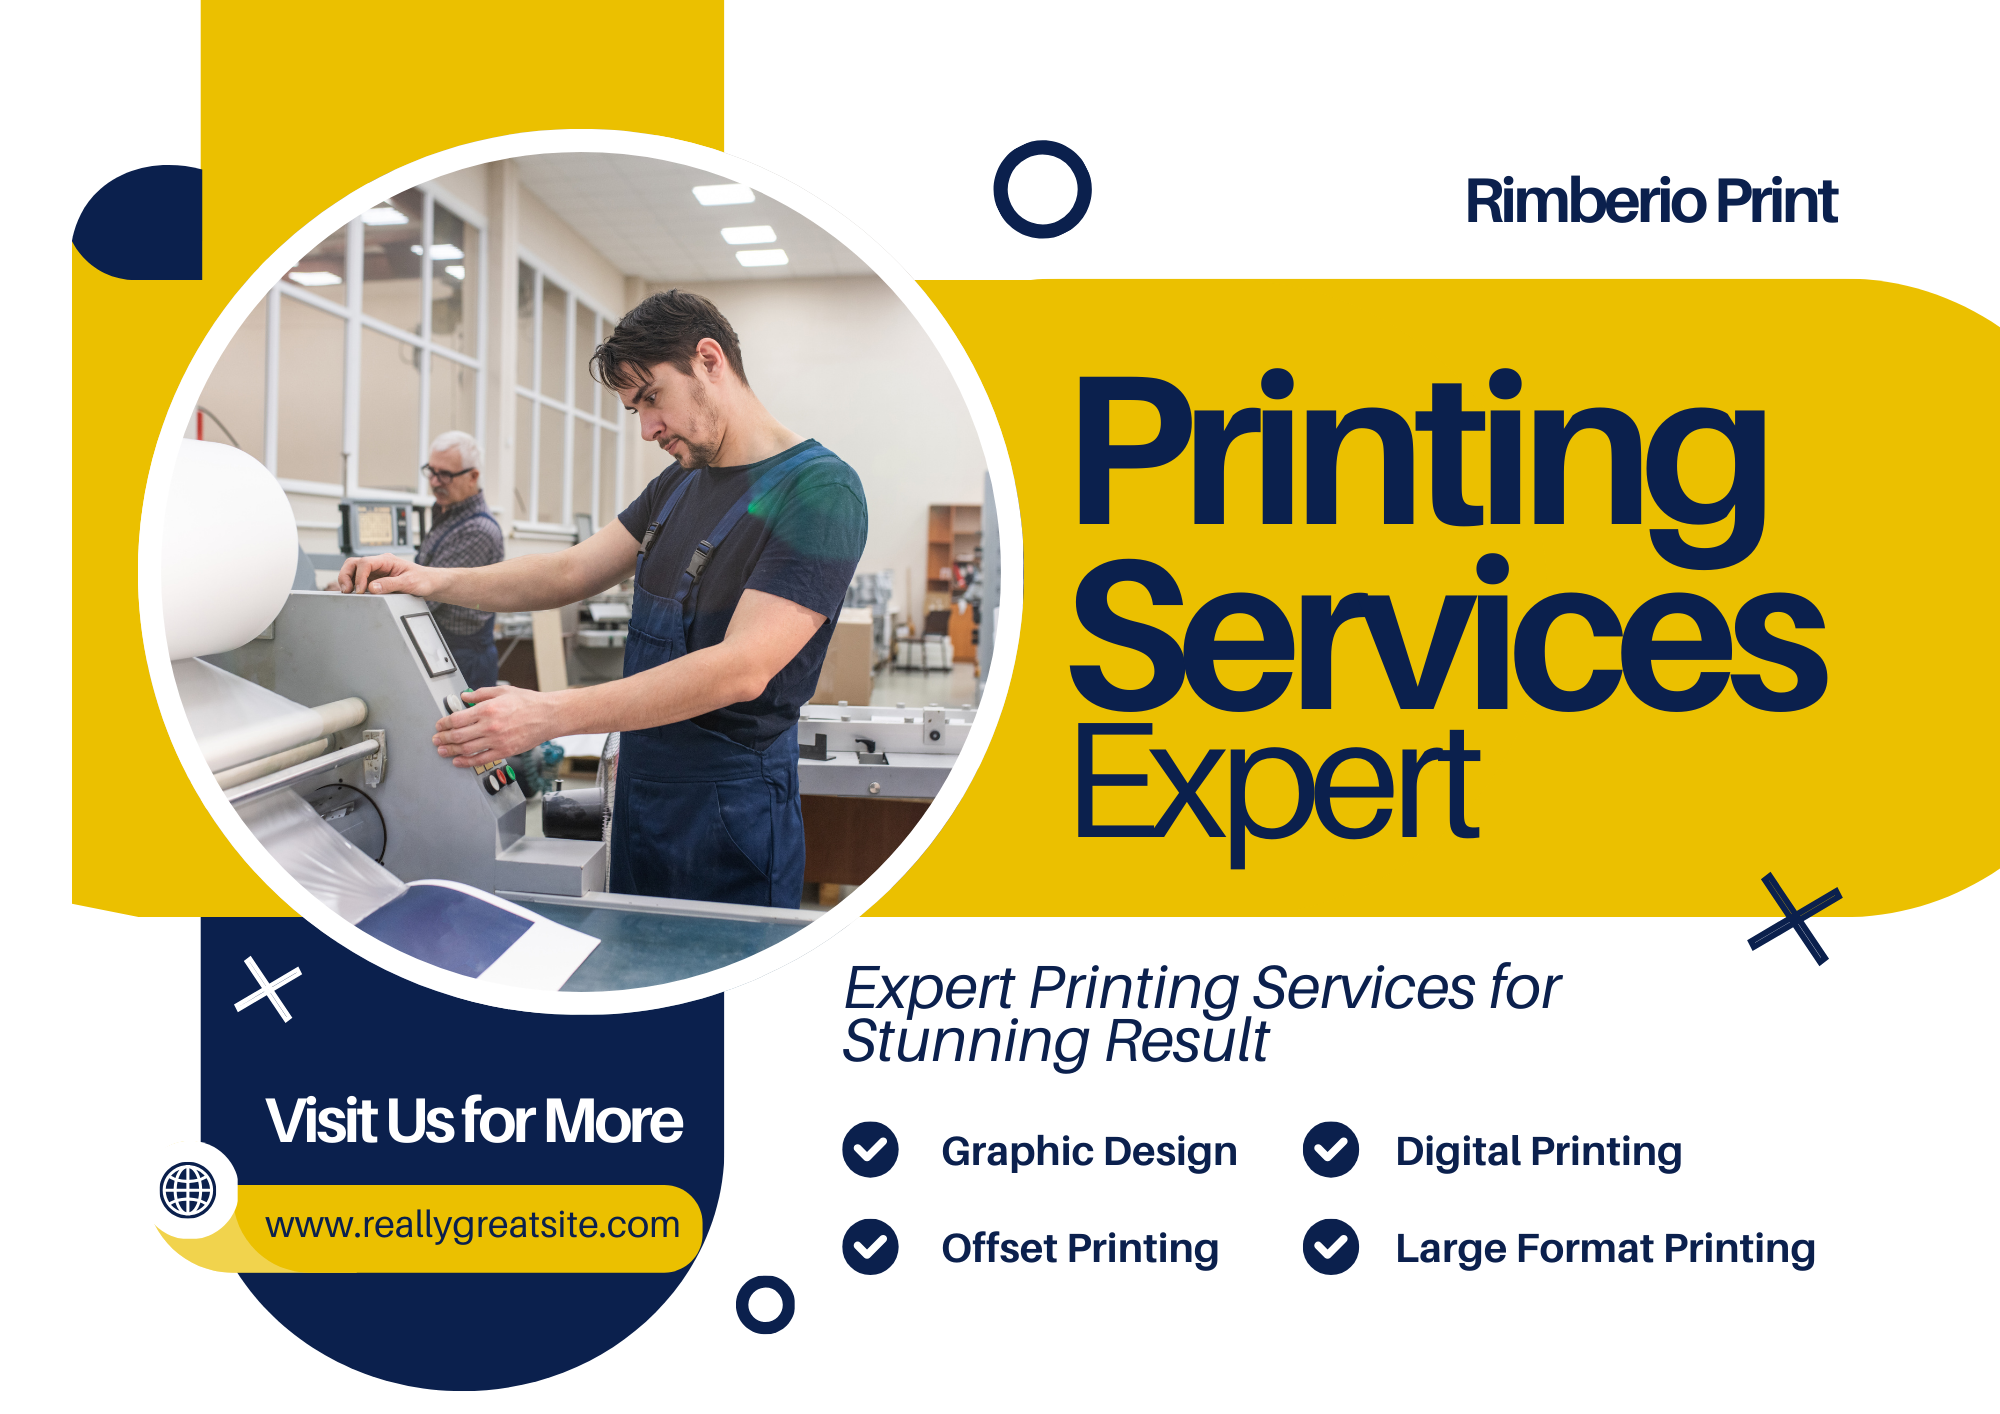 Rimberio Print
Printing
Services
Expert
Expert Printing Services for
Stunning Result
Graphic Design
Digital Printing
Offset Printing
Large Format Printing
Visit Us for More
www.reallygreatsite.com